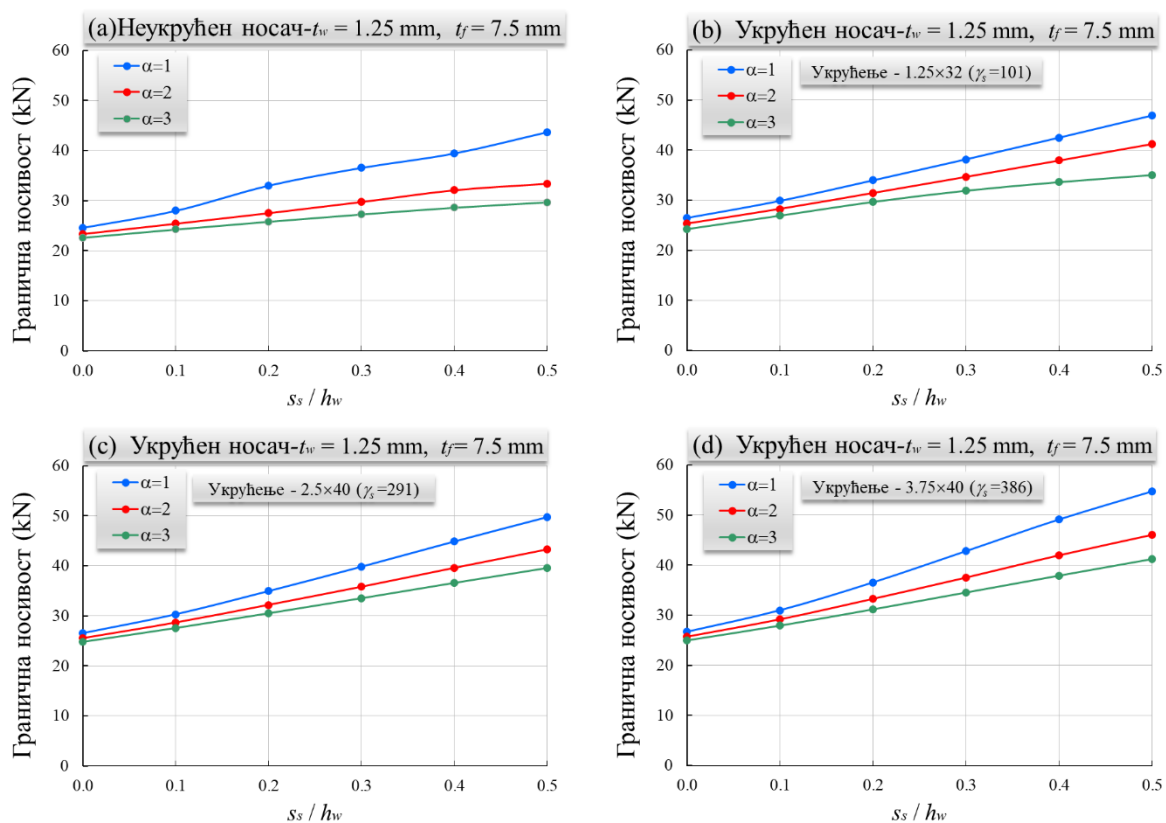 (a)Неукрућен носач-tw = 1.25 mm, tf = 7.5 mm
α=1
α=2
α=3
Гранична носивост (kN)
60
50
40
30
20
10
0
0.0 0.1 0.2 0.3 0.4 0.5
ss / hw
(b) Укрућен носач-tw = 1.25 mm, tf = 7.5 mm
α=1
α=2
α=3
Укрућење - 1.25×32 (γs=101)
Гранична носивост (kN)
60
50
40
30
20
10
0
0.0 0.1 0.2 0.3 0.4 0.5
ss / hw
(c) Укрућен носач-tw = 1.25 mm, tf = 7.5 mm
α=1
α=2
α=3
Укрућење - 2.5×40 (γs=291)
Гранична носивост (kN)
60
50
40
30
20
10
0
0.0 0.1 0.2 0.3 0.4 0.5
ss / hw
(d) Укрућен носач-tw = 1.25 mm, tf = 7.5 mm
α=1
α=2
α=3
Укрућење - 3.75×40 (γs=386)
Гранична носивост (kN)
60
50
40
30
20
10
0
0.0 0.1 0.2 0.3 0.4 0.5
ss / hw